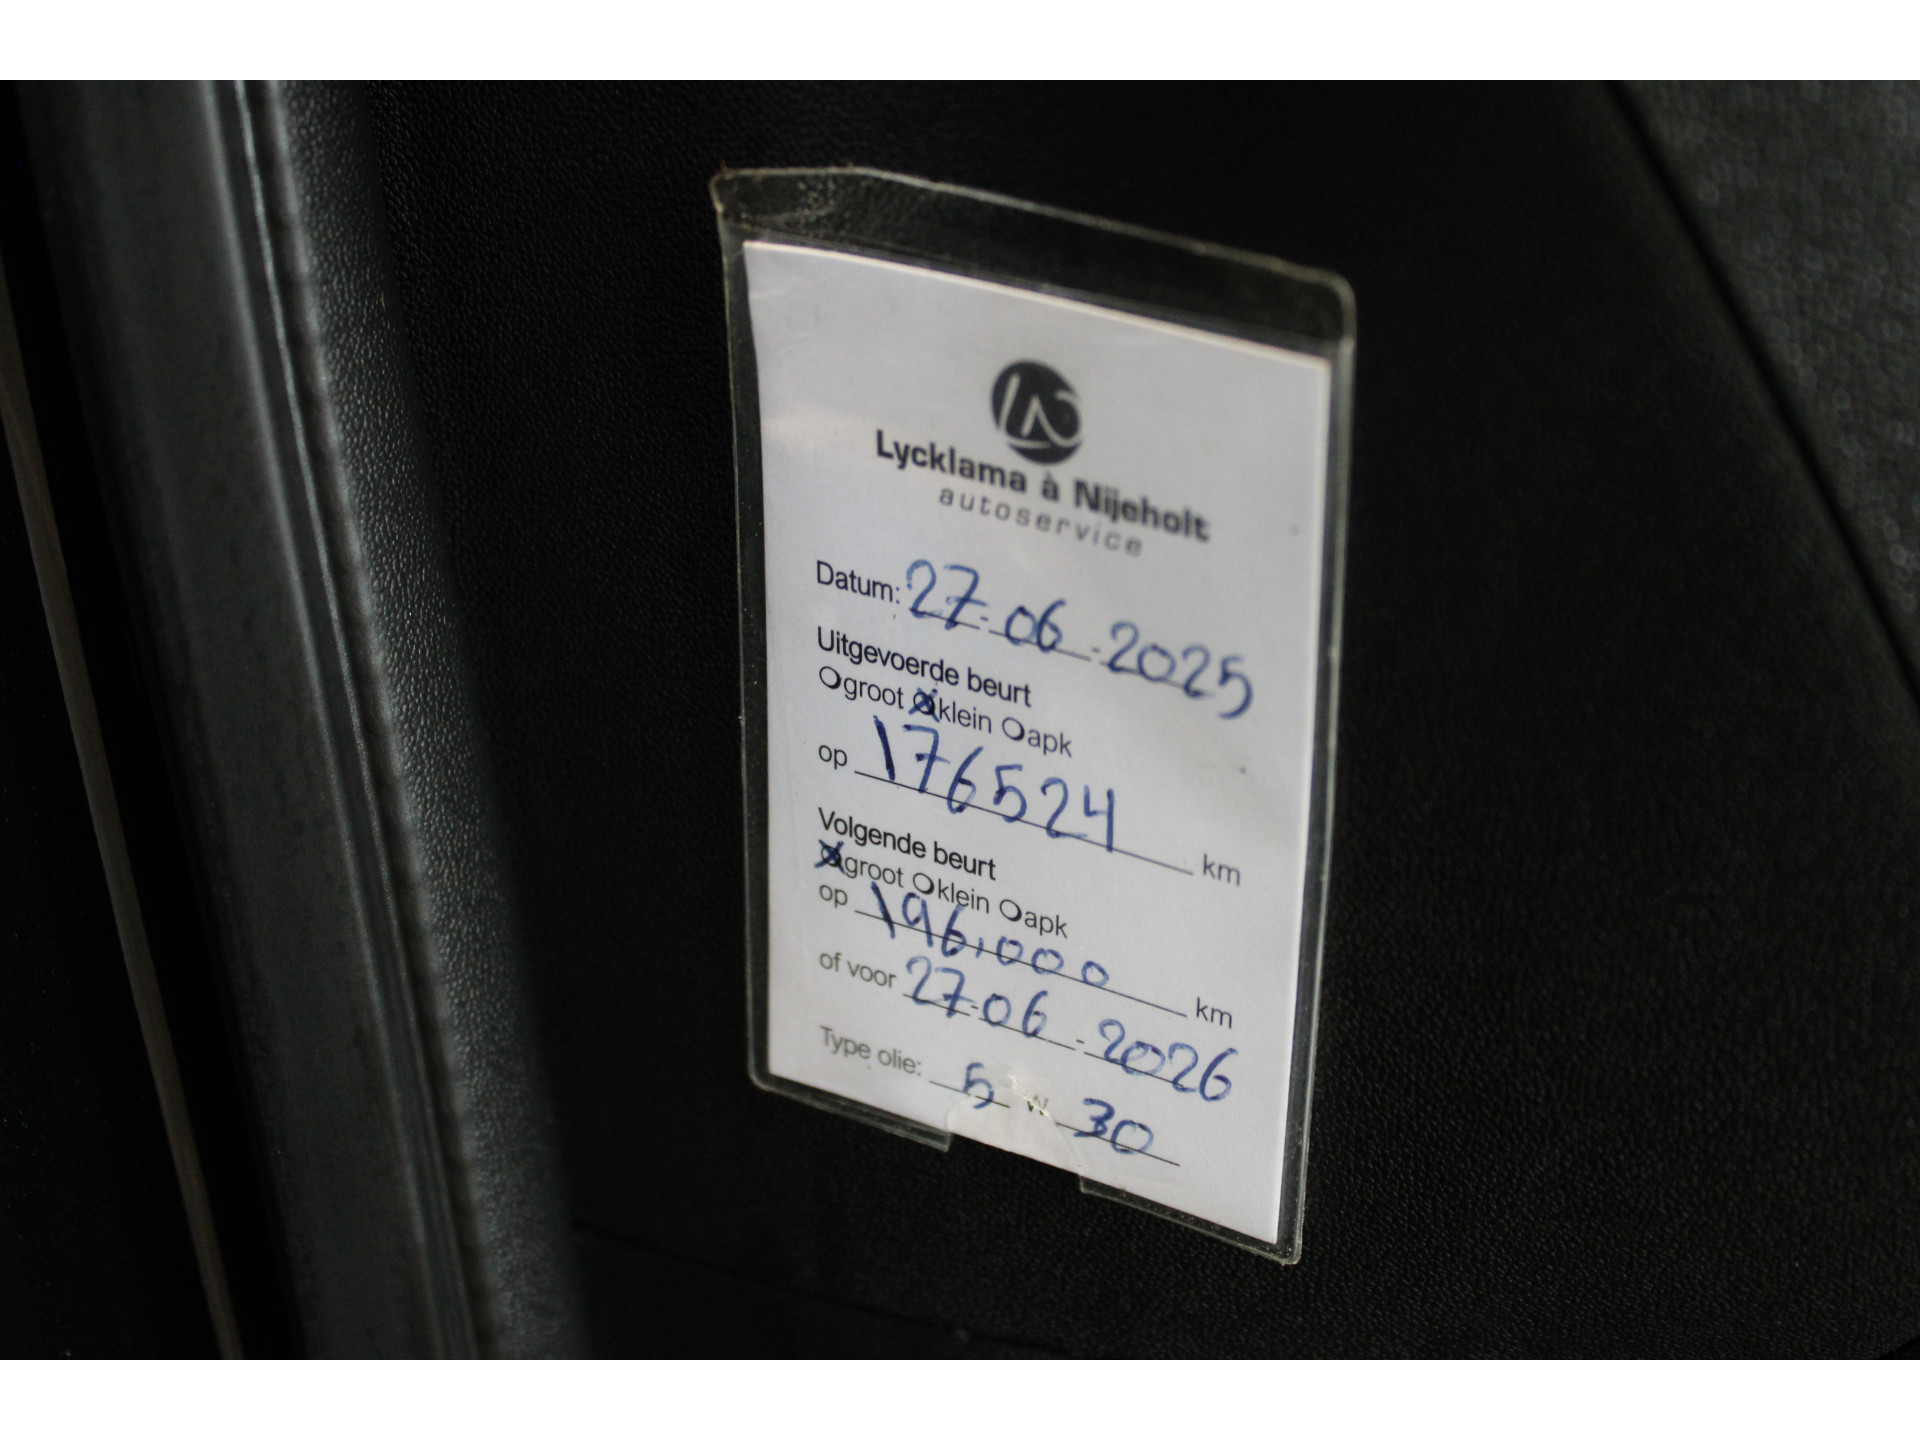 Lycklama à Nijeholt
autoservice
Datum: 27-06-2025
Uitgevoerde beurt
groot klein apk
op 176524 km
Volgende beurt
groot klein apk
op 196.000 km
of voor 27-06-2026
Type olie: 5 w 30